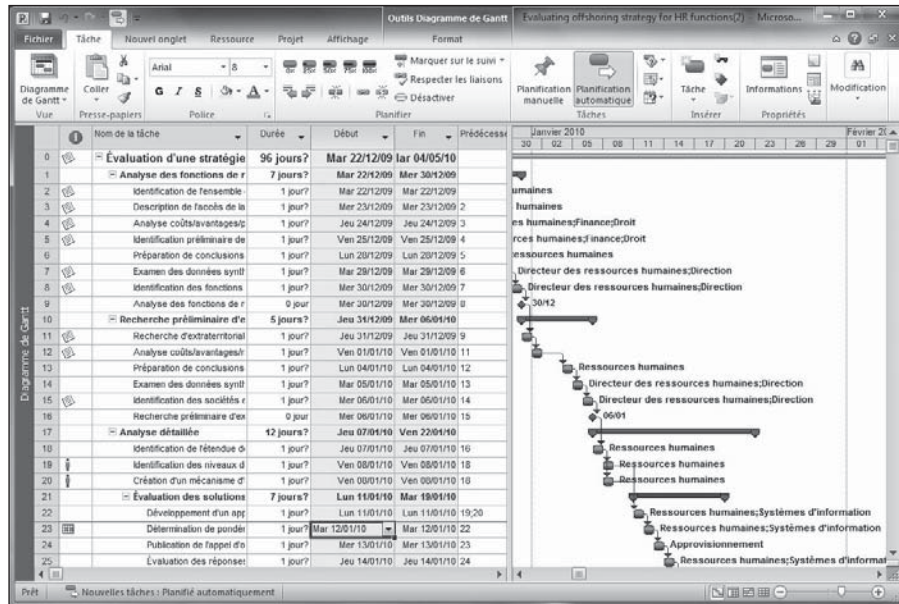 Outils Diagramme de Gantt Evaluating offshoring strategy for HR functions(2) - Microso...
Fichier Tâche Nouvel onglet Ressource Projet Affichage Format
Diagramme de Gantt
Vue
Coller
Presse-papiers
Arial 8
G I S
Police
0% 25% 50% 75% 100%
Marquer sur le suivi
Respecter les liaisons
Désactiver
Planifier
Planification manuelle
Planification automatique
Tâches
Tâche
Insérer
Informations
Propriétés
Modification
Nom de la tâche Durée Début Fin Prédécesse
Janvier 2010 Février 20
30 02 05 08 11 14 17 20 23 26 29 01
0 Évaluation d'une stratégie 96 jours? Mar 22/12/09 lar 04/05/10
1 Analyse des fonctions de r 7 jours? Mar 22/12/09 Mer 30/12/09
2 Identification de l'ensemble 1 jour? Mar 22/12/09 Mar 22/12/09 umaines
3 Description de l'accès de la 1 jour? Mer 23/12/09 Mer 23/12/09 2 humaines
4 Analyse coûts/avantages/p 1 jour? Jeu 24/12/09 Jeu 24/12/09 3 es humaines;Finance;Droit
5 Identification préliminaire de 1 jour? Ven 25/12/09 Ven 25/12/09 4 rces humaines;Finance;Droit
6 Préparation de conclusions 1 jour? Lun 28/12/09 Lun 28/12/09 5 essources humaines
7 Examen des données synth 1 jour? Mar 29/12/09 Mar 29/12/09 6 Directeur des ressources humaines;Direction
8 Identification des fonctions 1 jour? Mer 30/12/09 Mer 30/12/09 7 Directeur des ressources humaines;Direction
9 Analyse des fonctions de r 0 jour Mer 30/12/09 Mer 30/12/09 8 30/12
10 Recherche préliminaire d'e 5 jours? Jeu 31/12/09 Mer 06/01/10
11 Recherche d'extraterritorial 1 jour? Jeu 31/12/09 Jeu 31/12/09 9
12 Analyse coûts/avantages/r 1 jour? Ven 01/01/10 Ven 01/01/10 11
13 Préparation de conclusions 1 jour? Lun 04/01/10 Lun 04/01/10 12 Ressources humaines
14 Examen des données synth 1 jour? Mar 05/01/10 Mar 05/01/10 13 Directeur des ressources humaines;Direction
15 Identification des sociétés r 1 jour? Mer 06/01/10 Mer 06/01/10 14 Directeur des ressources humaines;Direction
16 Recherche préliminaire d'ex 0 jour Mer 06/01/10 Mer 06/01/10 15 06/01
17 Analyse détaillée 12 jours? Jeu 07/01/10 Ven 22/01/10
18 Identification de l'étendue de 1 jour? Jeu 07/01/10 Jeu 07/01/10 16 Ressources humaines
19 Identification des niveaux d 1 jour? Ven 08/01/10 Ven 08/01/10 18 Ressources humaines
20 Création d'un mécanisme d' 1 jour? Ven 08/01/10 Ven 08/01/10 18 Ressources humaines
21 Évaluation des solutions 7 jours? Lun 11/01/10 Mar 19/01/10
22 Développement d'un app 1 jour? Lun 11/01/10 Lun 11/01/10 19;20 Ressources humaines;Systèmes d'information
23 Détermination de pondér 1 jour? Mar 12/01/10 Mar 12/01/10 22 Ressources humaines;Systèmes d'information
24 Publication de l'appel d'o 1 jour? Mer 13/01/10 Mer 13/01/10 23 Approvisionnement
25 Évaluation des réponses 1 jour? Jeu 14/01/10 Jeu 14/01/10 24 Ressources humaines;Systèmes d'informat
Diagramme de Gantt
Prêt Nouvelles tâches : Planifié automatiquement